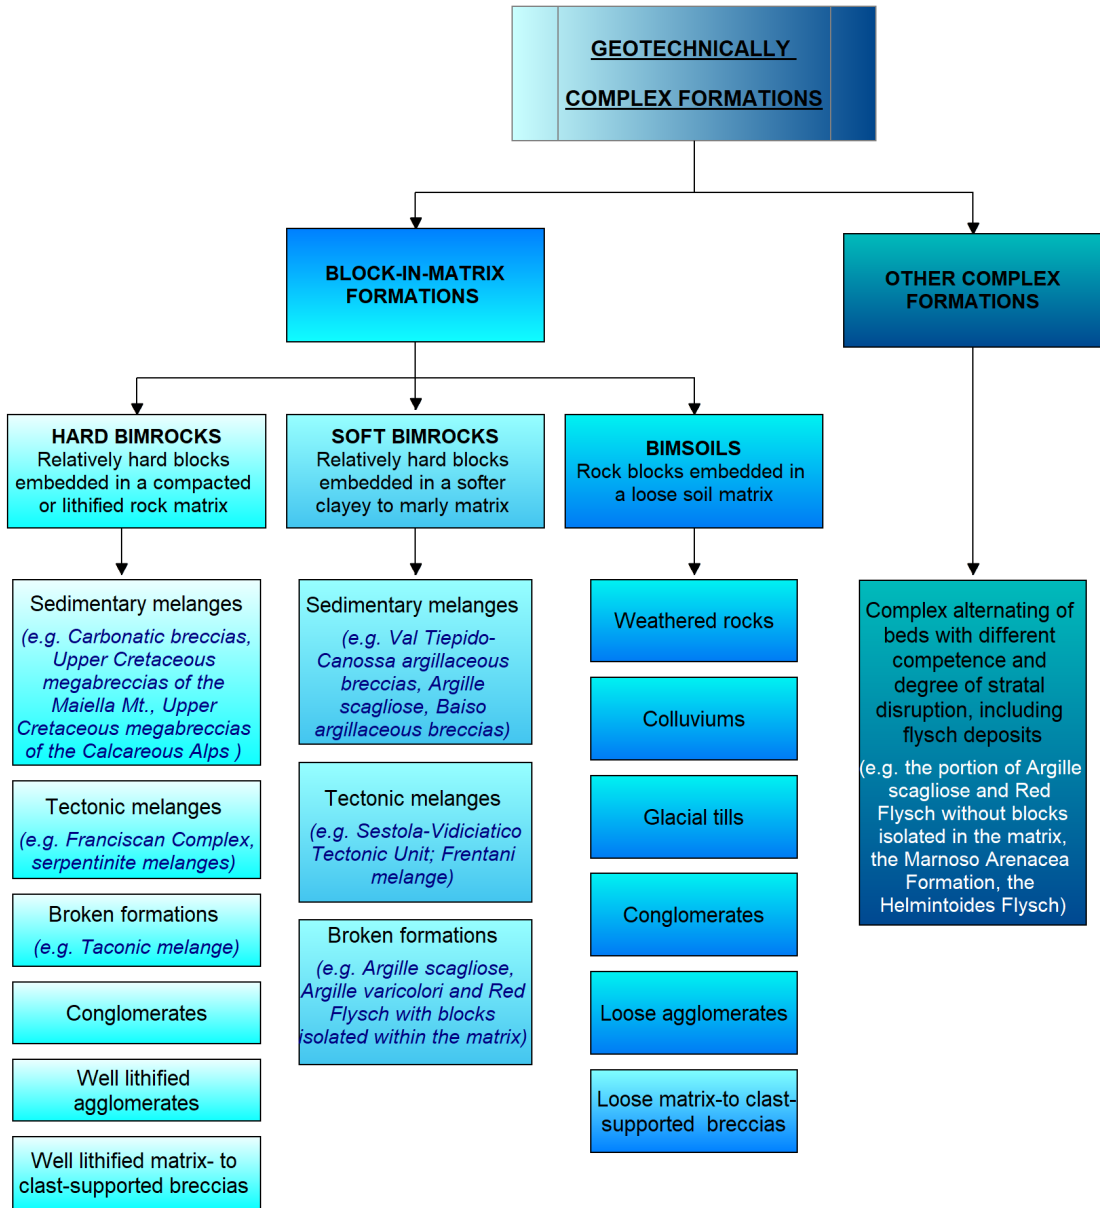 GEOTECHNICALLY
COMPLEX FORMATIONS
BLOCK-IN-MATRIX
FORMATIONS
OTHER COMPLEX
FORMATIONS
HARD BIMROCKS
Relatively hard blocks
embedded in a compacted
or lithified rock matrix
SOFT BIMROCKS
Relatively hard blocks
embedded in a softer
clayey to marly matrix
BIMSOILS
Rock blocks embedded in
a loose soil matrix
Sedimentary melanges
(e.g. Carbonatic breccias,
Upper Cretaceous
megabreccias of the
Maiella Mt., Upper
Cretaceous megabreccias
of the Calcareous Alps )
Tectonic melanges
(e.g. Franciscan Complex,
serpentinite melanges)
Broken formations
(e.g. Taconic melange)
Conglomerates
Well lithified
agglomerates
Well lithified matrix- to
clast-supported breccias
Sedimentary melanges
(e.g. Val Tiepido-
Canossa argillaceous
breccias, Argille
scagliose, Baiso
argillaceous breccias)
Tectonic melanges
(e.g. Sestola-Vidiciatico
Tectonic Unit; Frentani
melange)
Broken formations
(e.g. Argille scagliose,
Argille varicolori and Red
Flysch with blocks
isolated within the matrix)
Weathered rocks
Colluviums
Glacial tills
Conglomerates
Loose agglomerates
Loose matrix-to clast-
supported breccias
Complex alternating of
beds with different
competence and
degree of stratal
disruption, including
flysch deposits
(e.g. the portion of Argille
scagliose and Red
Flysch without blocks
isolated in the matrix,
the Marnoso Arenacea
Formation, the
Helmintoides Flysch)